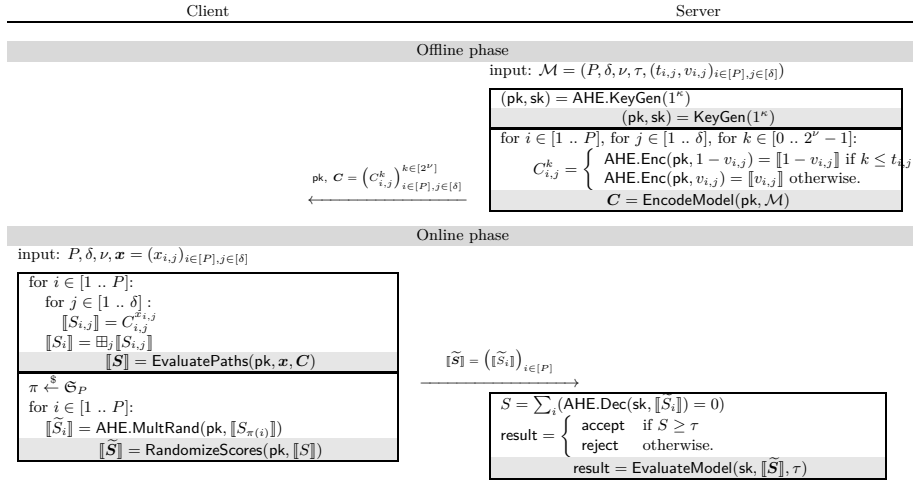 Client Server
Offline phase
input: ℳ = (P, δ, ν, τ, (t_{i,j}, v_{i,j})_{i∈[P],j∈[δ]})
(pk, sk) = AHE.KeyGen(1^κ)
(pk, sk) = KeyGen(1^κ)
for i ∈ [1 .. P], for j ∈ [1 .. δ], for k ∈ [0 .. 2^ν − 1]:
C^k_{i,j} = { AHE.Enc(pk, 1 − v_{i,j}) = ⟦1 − v_{i,j}⟧ if k ≤ t_{i,j}
AHE.Enc(pk, v_{i,j}) = ⟦v_{i,j}⟧ otherwise.
C = EncodeModel(pk, ℳ)
pk, C = (C^k_{i,j})^{k∈[2^ν]}_{i∈[P],j∈[δ]}
Online phase
input: P, δ, ν, x = (x_{i,j})_{i∈[P],j∈[δ]}
for i ∈ [1 .. P]:
for j ∈ [1 .. δ] :
⟦S_{i,j}⟧ = C^{x_{i,j}}_{i,j}
⟦S_i⟧ = ⊞_j⟦S_{i,j}⟧
⟦S⟧ = EvaluatePaths(pk, x, C)
π ←^$ 𝔖_P
for i ∈ [1 .. P]:
⟦S̃_i⟧ = AHE.MultRand(pk, ⟦S_{π(i)}⟧)
⟦S̃⟧ = RandomizeScores(pk, ⟦S⟧)
⟦S̃⟧ = (⟦S̃_i⟧)_{i∈[P]}
S = ∑_i(AHE.Dec(sk, ⟦S̃_i⟧) = 0)
result = { accept if S ≥ τ
reject otherwise.
result = EvaluateModel(sk, ⟦S̃⟧, τ)